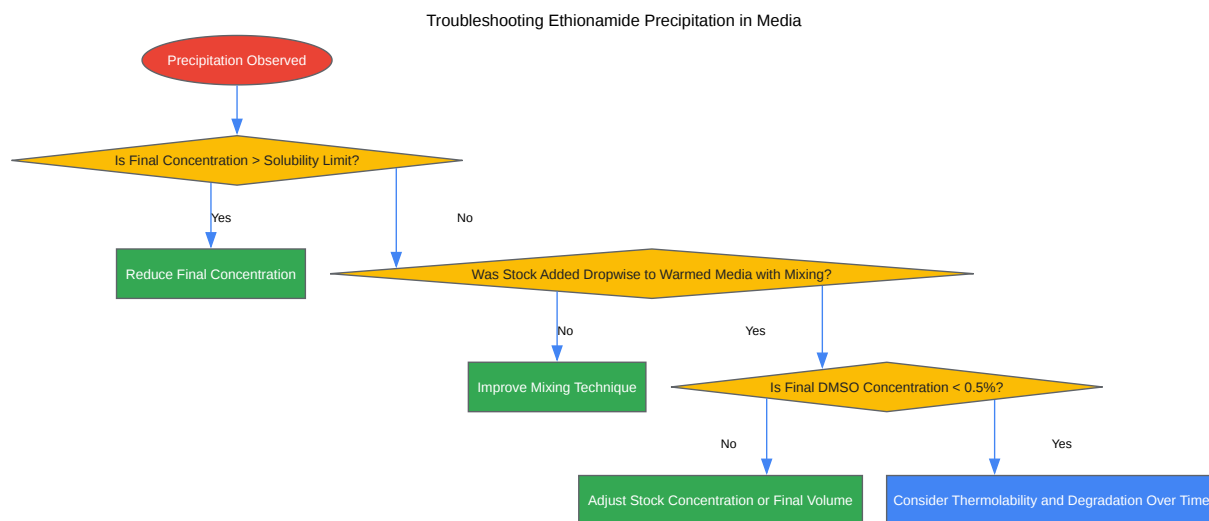 Troubleshooting Ethionamide Precipitation in Media
Precipitation Observed
Is Final Concentration > Solubility Limit?
Yes
No
Reduce Final Concentration
Was Stock Added Dropwise to Warmed Media with Mixing?
No
Yes
Improve Mixing Technique
Is Final DMSO Concentration < 0.5%?
No
Yes
Adjust Stock Concentration or Final Volume
Consider Thermolability and Degradation Over Time